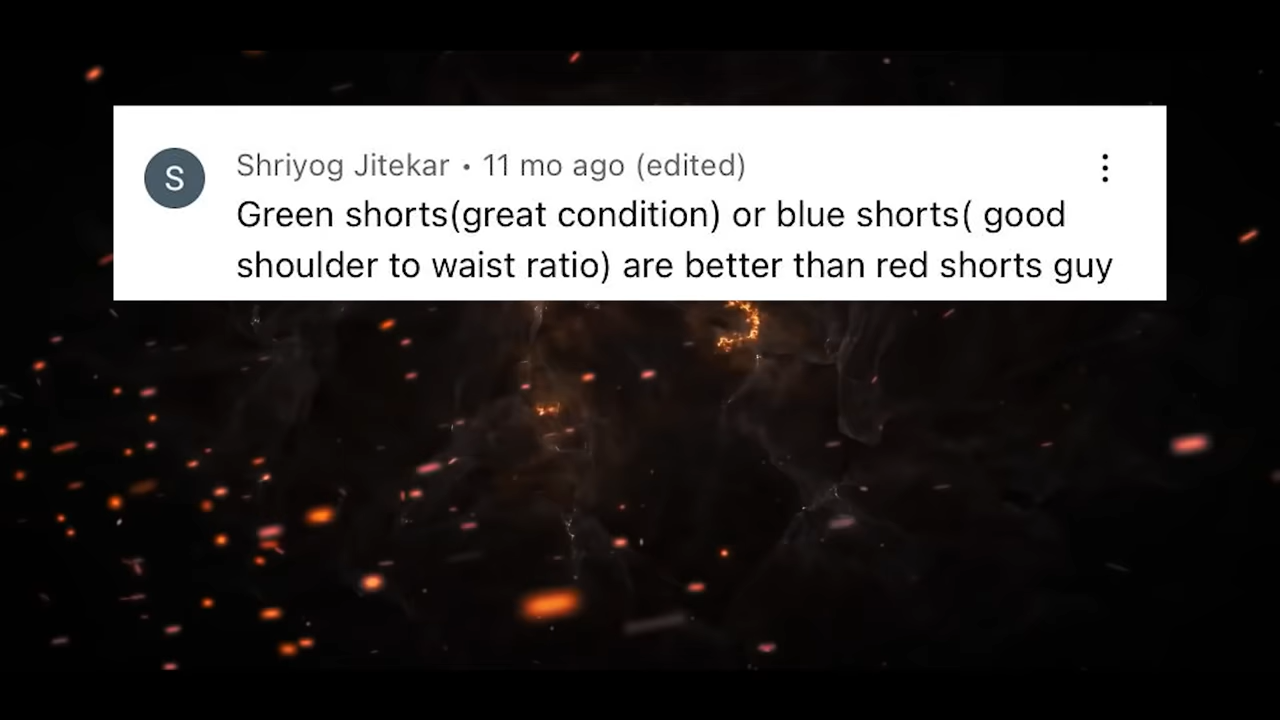 S
Shriyog Jitekar • 11 mo ago (edited)
Green shorts(great condition) or blue shorts( good
shoulder to waist ratio) are better than red shorts guy